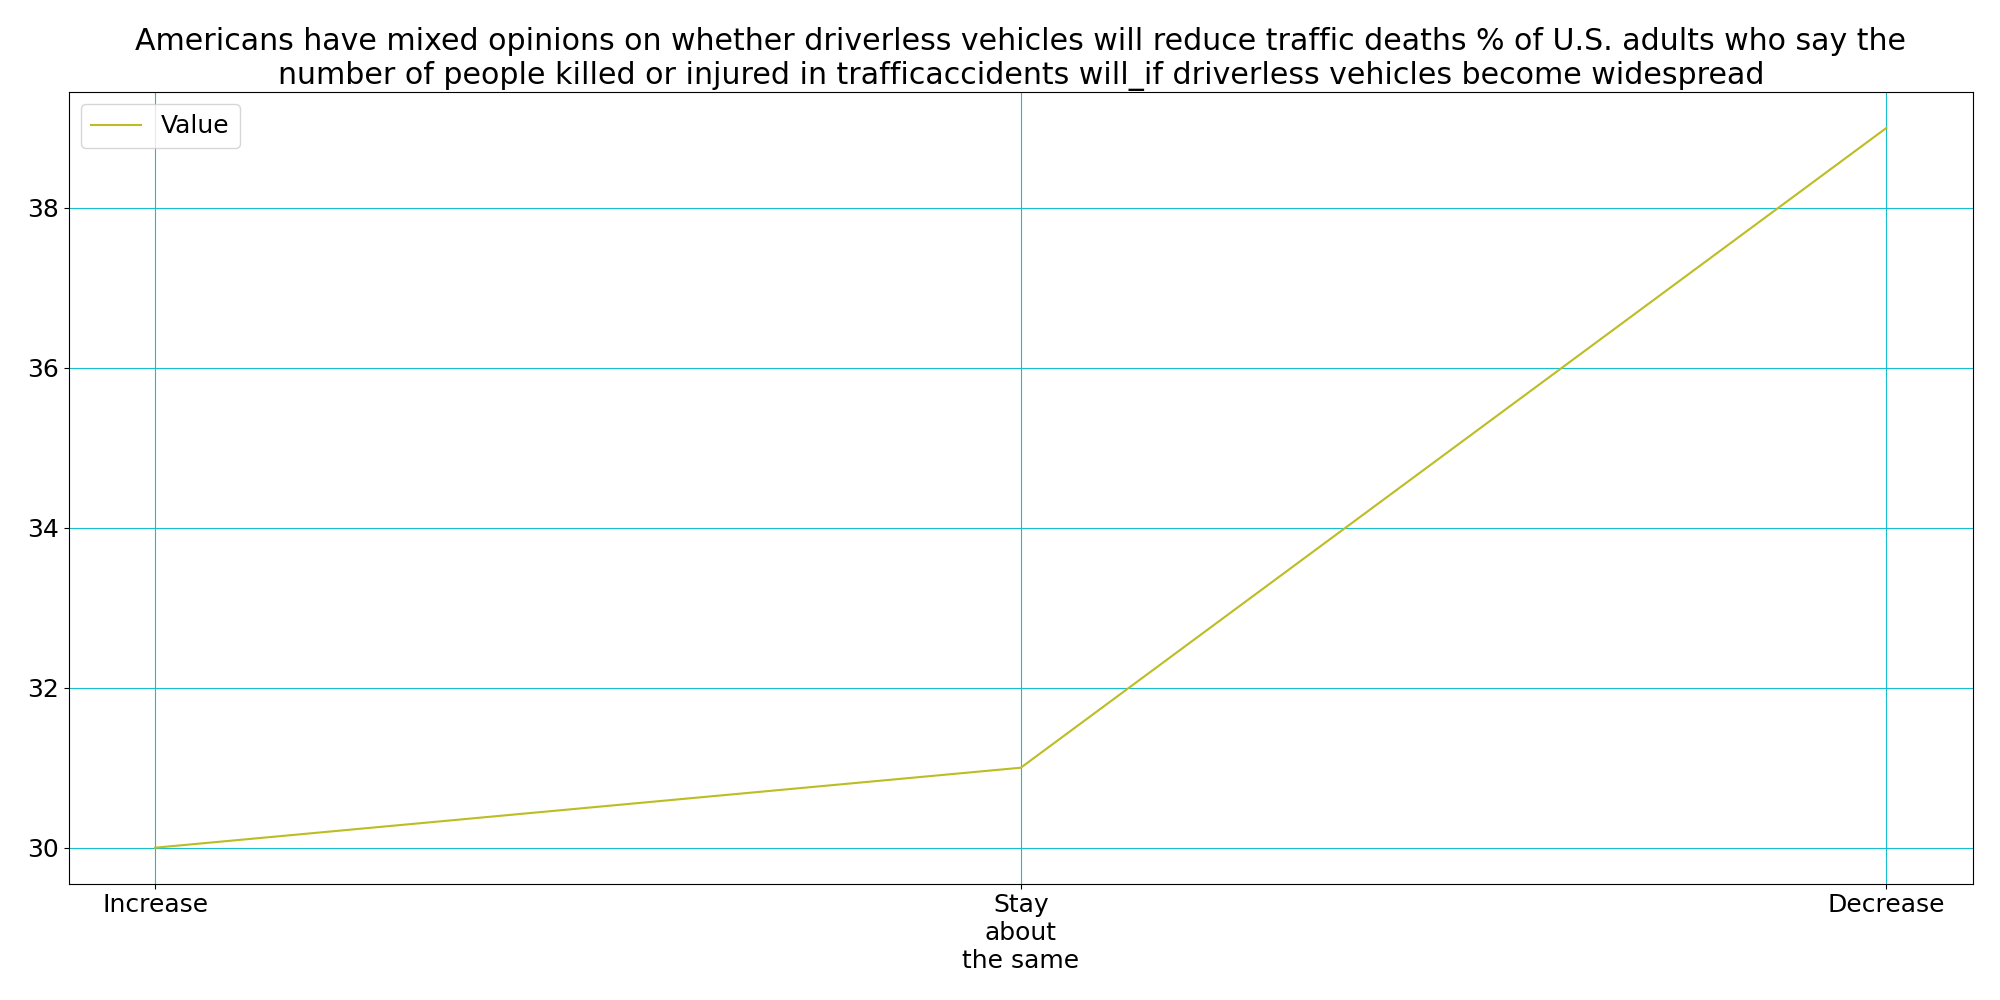 Americans have mixed opinions on whether driverless vehicles will reduce traffic deaths % of U.S. adults who say the
number of people killed or injured in trafficaccidents will_if driverless vehicles become widespread
Value
38
36
34
32
30
Increase
Stay
about
the same
Decrease